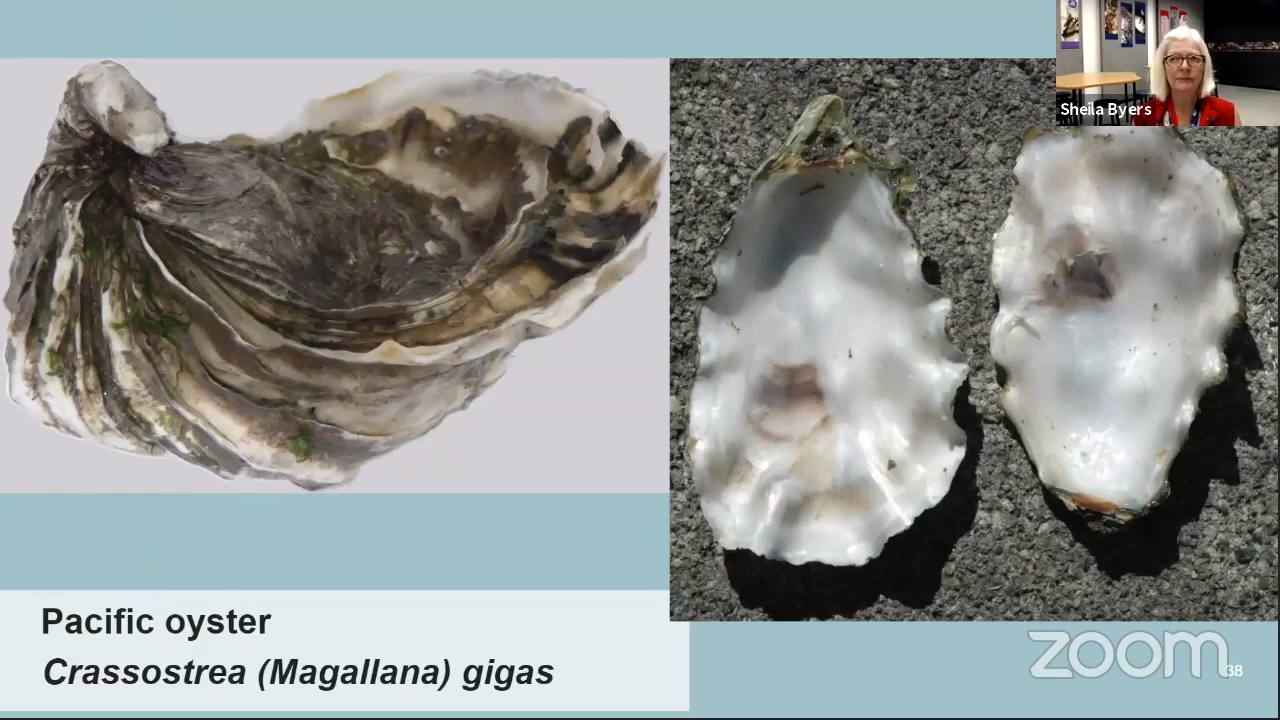 Sheila Byers
Pacific oyster
Crassostrea (Magallana) gigas
zoom
38